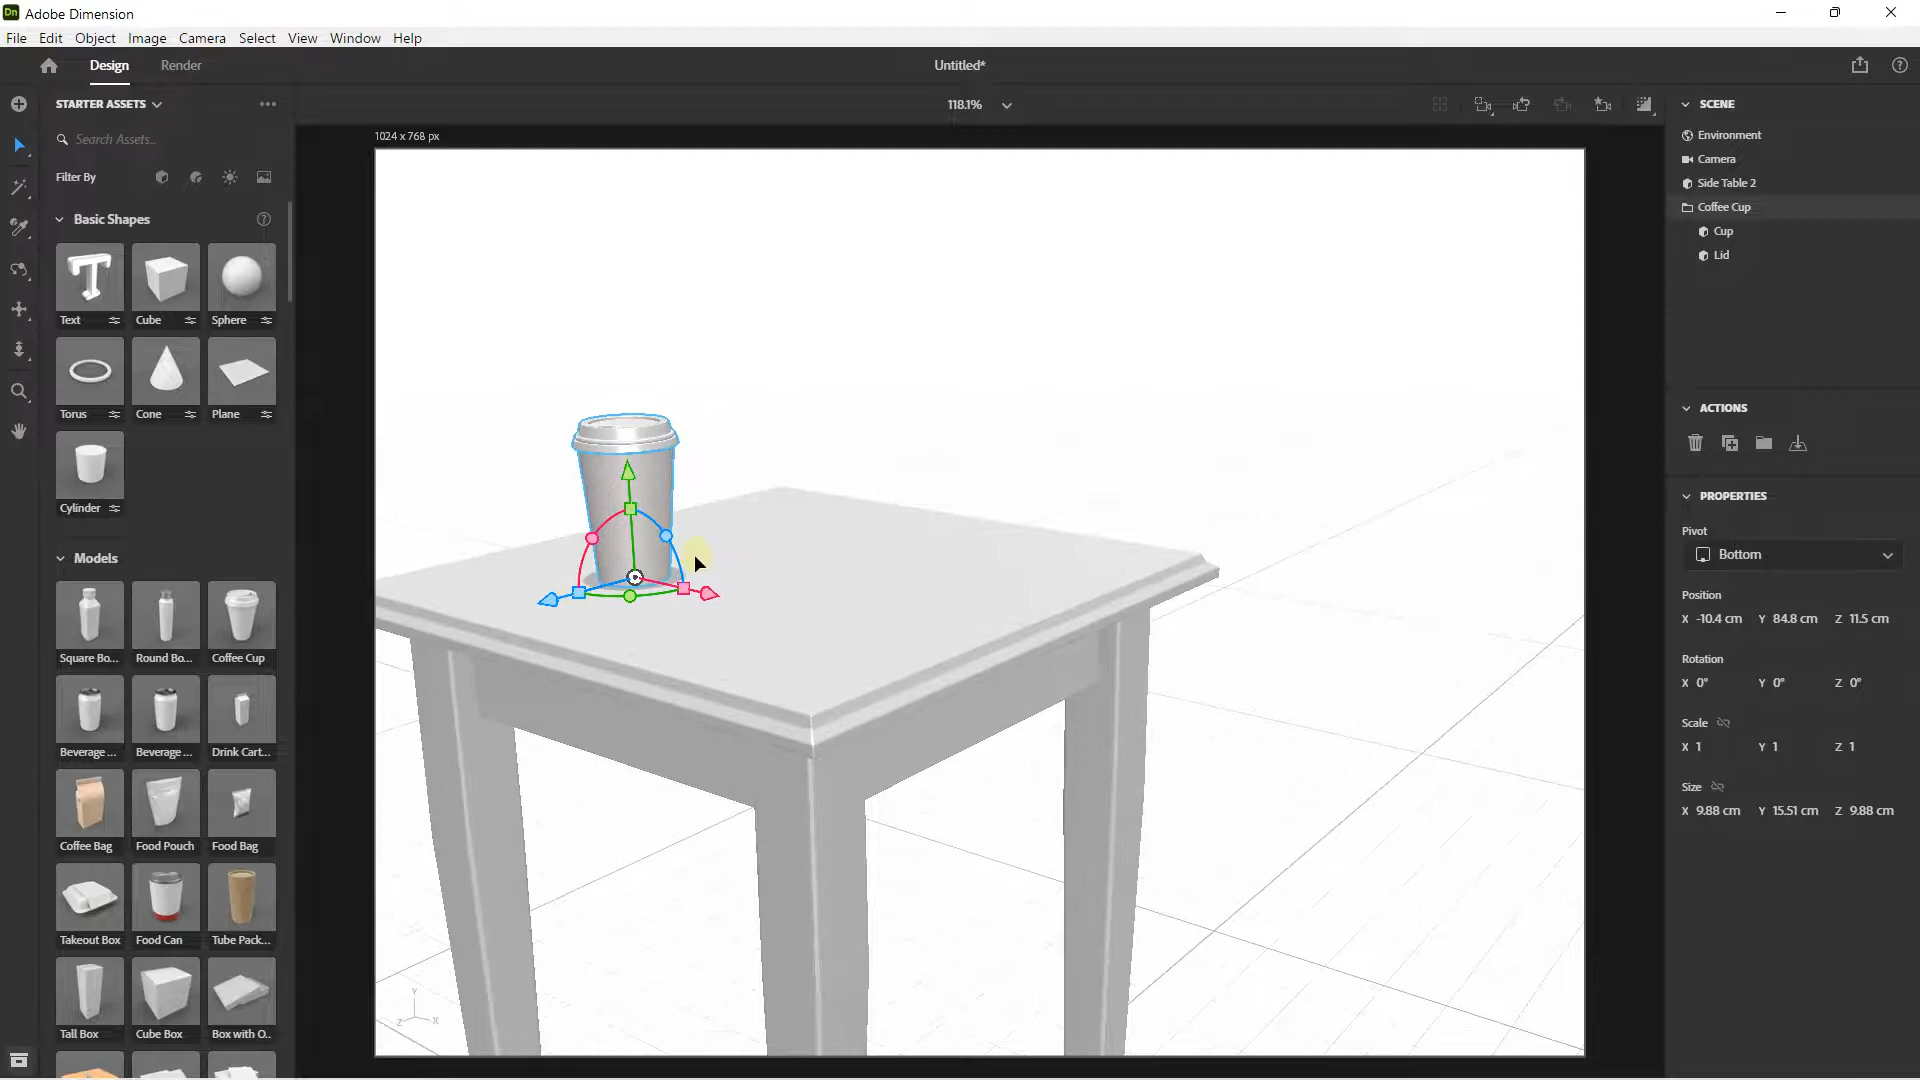 Dn Adobe Dimension
File Edit Object Image Camera Select View Window Help
Design Render Untitled*
STARTER ASSETS
118.1%
Search Assets...
Filter By
Basic Shapes
Text Cube Sphere
Torus Cone Plane
Cylinder
Models
Square Bo... Round Bo... Coffee Cup
Beverage ... Beverage ... Drink Cart...
Coffee Bag Food Pouch Food Bag
Takeout Box Food Can Tube Pack...
Tall Box Cube Box Box with O...
1024 x 768 px
Y
Z X
SCENE
Environment
Camera
Side Table 2
Coffee Cup
Cup
Lid
ACTIONS
PROPERTIES
Pivot
Bottom
Position
X -10.4 cm Y 84.8 cm Z 11.5 cm
Rotation
X 0° Y 0° Z 0°
Scale
X 1 Y 1 Z 1
Size
X 9.88 cm Y 15.51 cm Z 9.88 cm